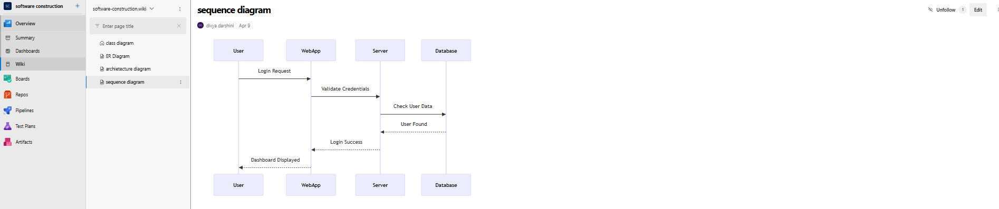 SC software construction +
Overview
Summary
Dashboards
Wiki
Boards
Repos
Pipelines
Test Plans
Artifacts
software-construction.wiki
Enter page title
class diagram
ER Diagram
archietecture diagram
sequence diagram
sequence diagram
Unfollow 1 Edit
divya darshini Apr 9
User WebApp Server Database
Login Request
Validate Credentials
Check User Data
User Found
Login Success
Dashboard Displayed
User WebApp Server Database